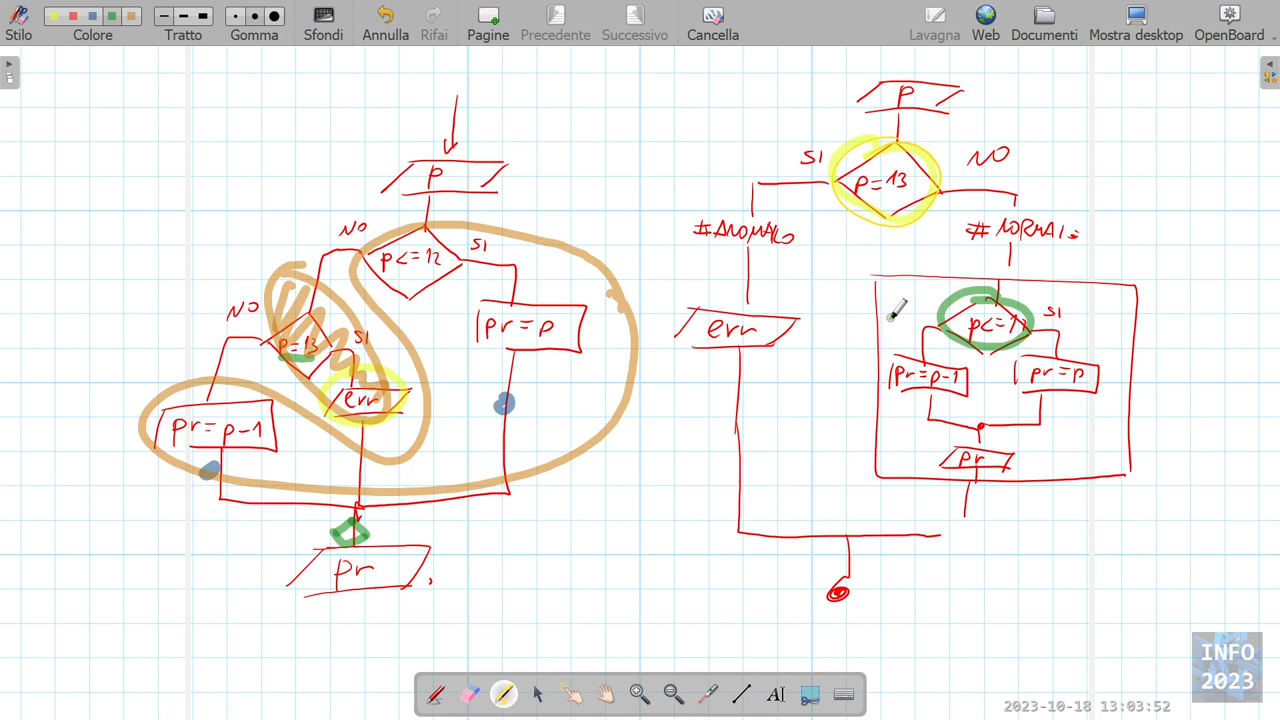 Stilo
Colore
Tratto
Gomma
Sfondi
Annulla
Rifai
Pagine
Precedente
Successivo
Cancella
Lavagna
Web
Documenti
Mostra desktop
OpenBoard
p
NO
SI
p<=12
pr=p
NO
SI
p=13
err
pr=p-1
pr
p
SI
NO
p=13
#ANOMALO
#NORMALE
err
SI
pr=p-1
pr=p
pr
INFO
2023
2023-10-18 13:03:52